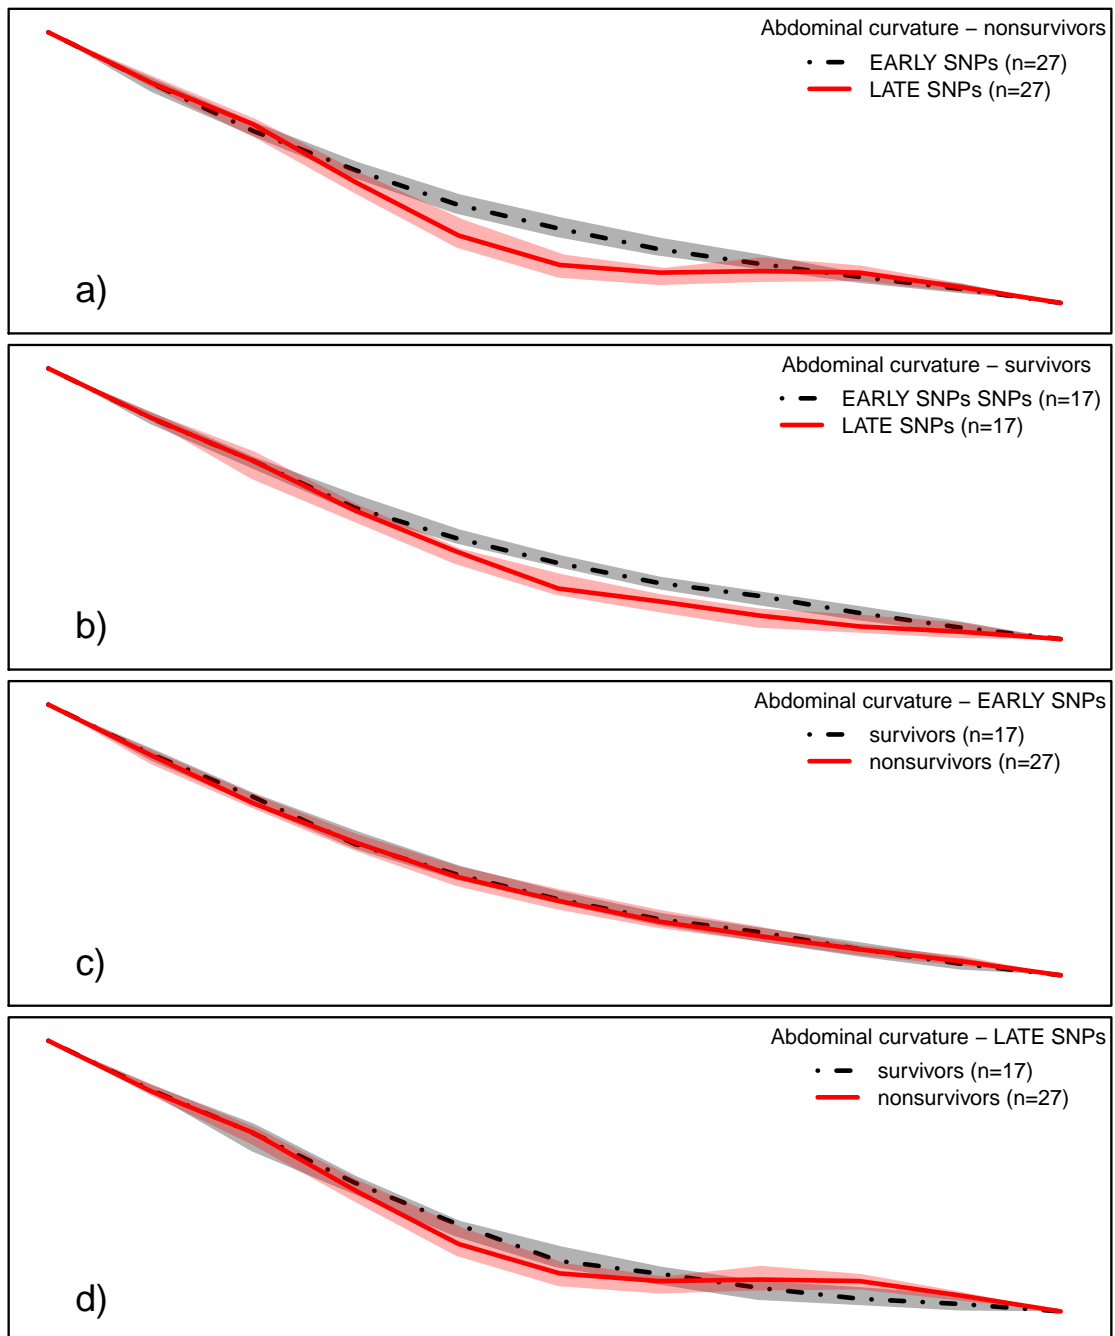 Abdominal curvature – nonsurvivors
EARLY SNPs (n=27)
LATE SNPs (n=27)
a)
Abdominal curvature – survivors
EARLY SNPs SNPs (n=17)
LATE SNPs (n=17)
b)
Abdominal curvature – EARLY SNPs
survivors (n=17)
nonsurvivors (n=27)
c)
Abdominal curvature – LATE SNPs
survivors (n=17)
nonsurvivors (n=27)
d)